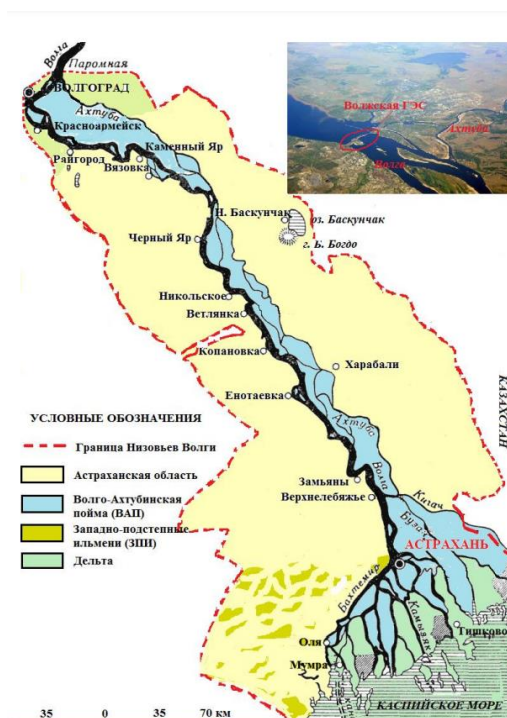 Волга
Паромная
ВОЛГОГРАД
Ахтуба
Красноармейск
Каменный Яр
Райгород
Вязовка
Волжская ГЭС
Ахтуба
Волга
Н. Баскунчак
оз. Баскунчак
г. Б. Богдо
Черный Яр
Никольское
Ветлянка
Копановка
Харабали
Енотаевка
КАЗАХСТАН
Ахтуба
Волга
Замьяны
Верхнелебяжье
Кигач
Бузан
АСТРАХАНЬ
Бахтемир
Камызяк
Тишково
Оля
Мумра
КАСПИЙСКОЕ МОРЕ
УСЛОВНЫЕ ОБОЗНАЧЕНИЯ
Граница Низовьев Волги
Астраханская область
Волго-Ахтубинская
пойма (ВАП)
Западно-подстепные
ильмени (ЗПИ)
Дельта
35 0 35 70 км